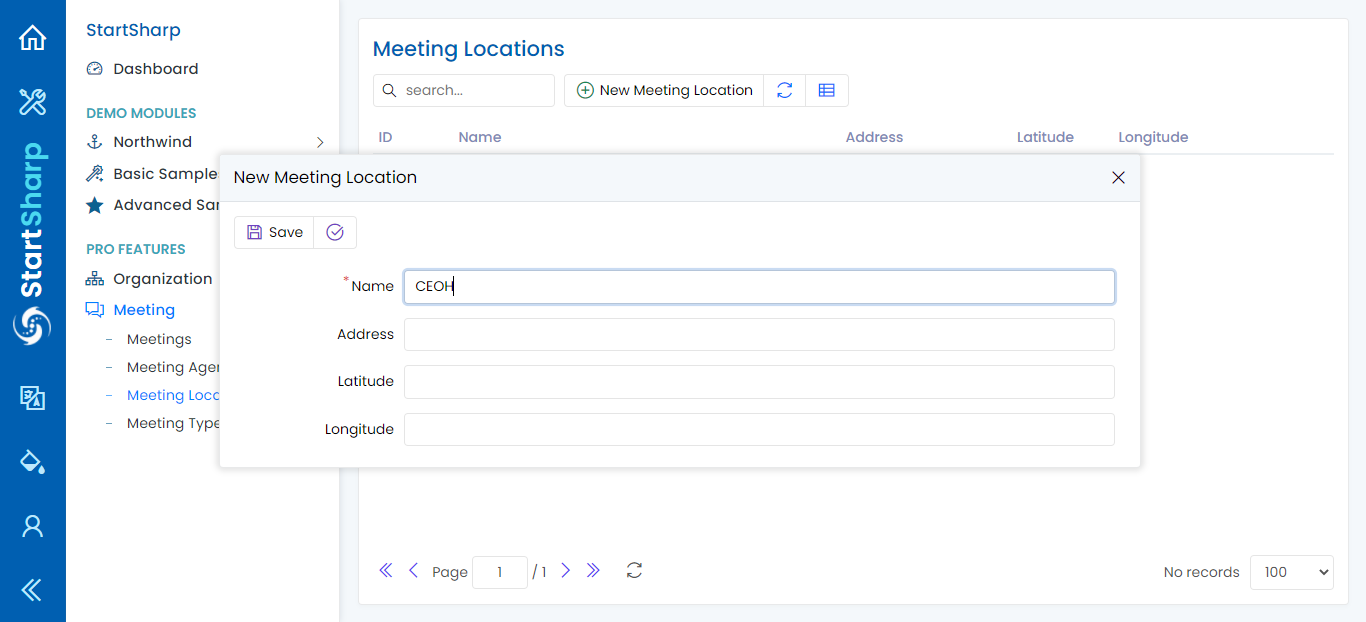 StartSharp
StartSharp
Dashboard
DEMO MODULES
Northwind
Basic Sample
Advanced Sar
PRO FEATURES
Organization
Meeting
- Meetings
- Meeting Ager
- Meeting Loca
- Meeting Type
Meeting Locations
search...
New Meeting Location
ID Name Address Latitude Longitude
New Meeting Location
Save
*Name CEOH
Address
Latitude
Longitude
Page 1 / 1
No records 100